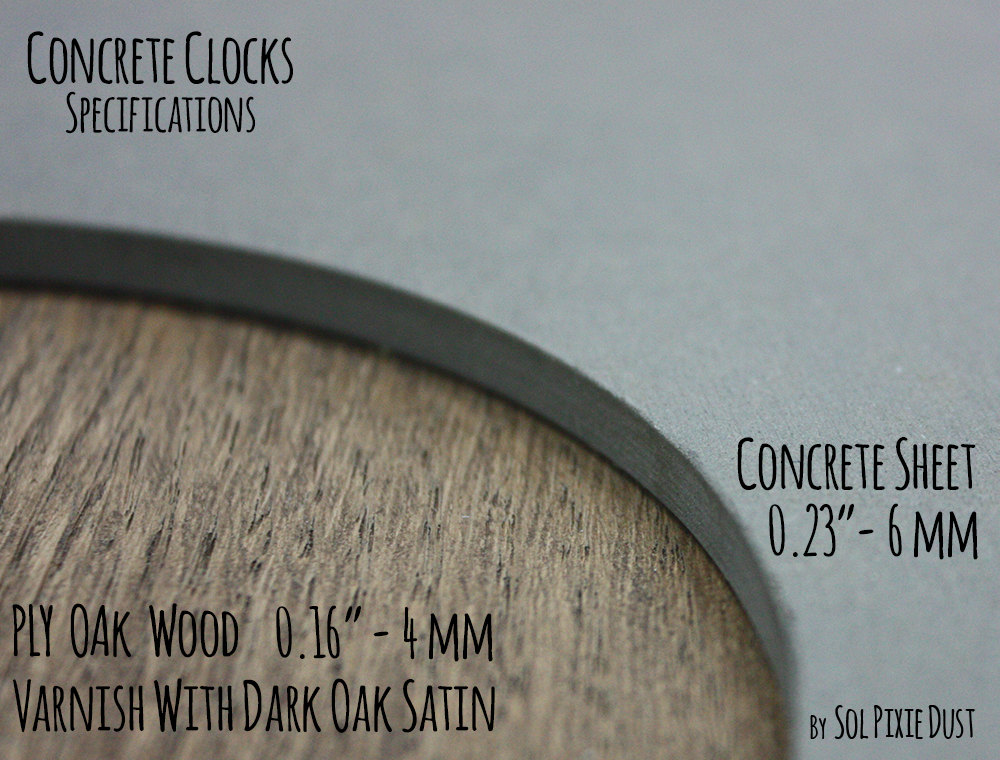 Concrete Clocks
Specifications
Concrete Sheet
0.23”- 6 mm
PLY Oak Wood 0.16” - 4 mm
Varnish With Dark Oak Satin
by Sol Pixie Dust